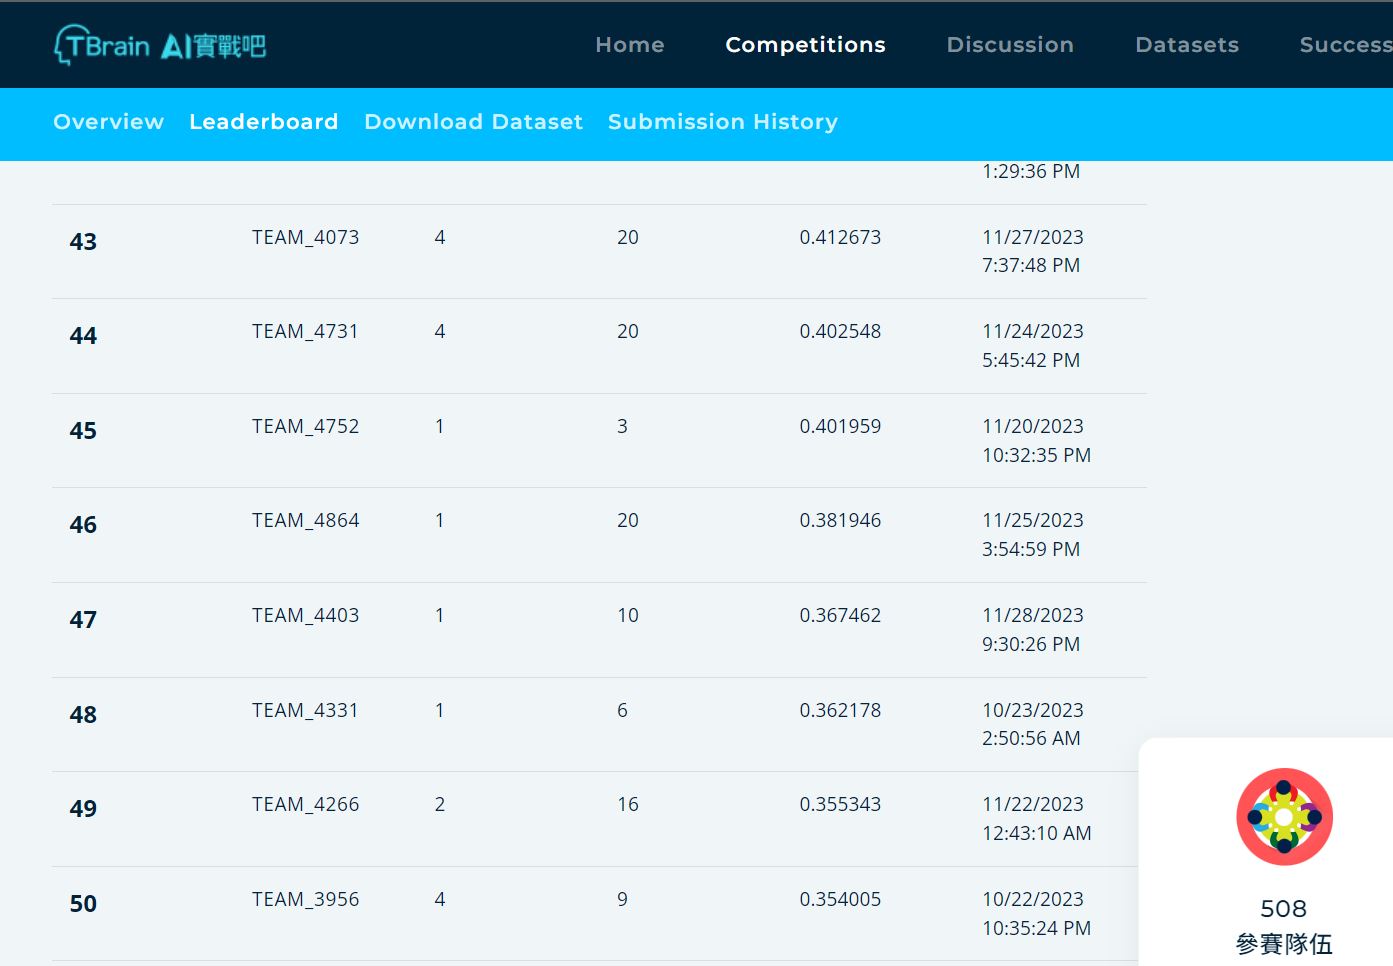 TBrain AI實戰吧
Home Competitions Discussion Datasets Success
Overview Leaderboard Download Dataset Submission History
1:29:36 PM
43 TEAM_4073 4 20 0.412673 11/27/2023
7:37:48 PM
44 TEAM_4731 4 20 0.402548 11/24/2023
5:45:42 PM
45 TEAM_4752 1 3 0.401959 11/20/2023
10:32:35 PM
46 TEAM_4864 1 20 0.381946 11/25/2023
3:54:59 PM
47 TEAM_4403 1 10 0.367462 11/28/2023
9:30:26 PM
48 TEAM_4331 1 6 0.362178 10/23/2023
2:50:56 AM
49 TEAM_4266 2 16 0.355343 11/22/2023
12:43:10 AM
50 TEAM_3956 4 9 0.354005 10/22/2023
10:35:24 PM
508
參賽隊伍